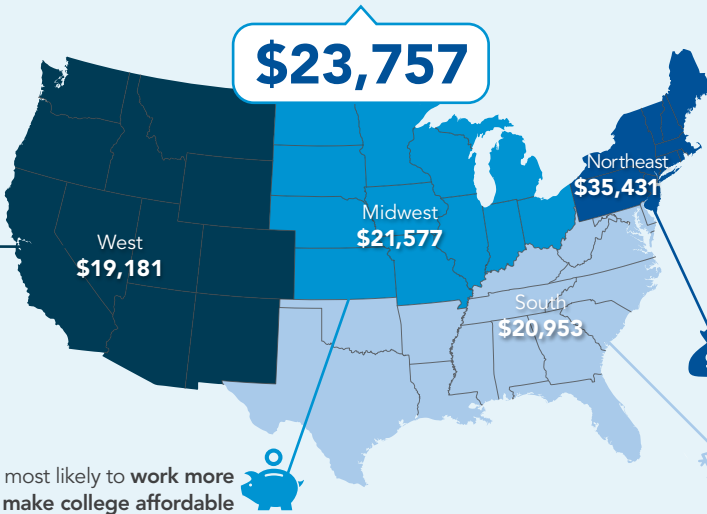 $23,757
Northeast
$35,431
Midwest
$21,577
West
$19,181
South
$20,953
most likely to work more
make college affordable